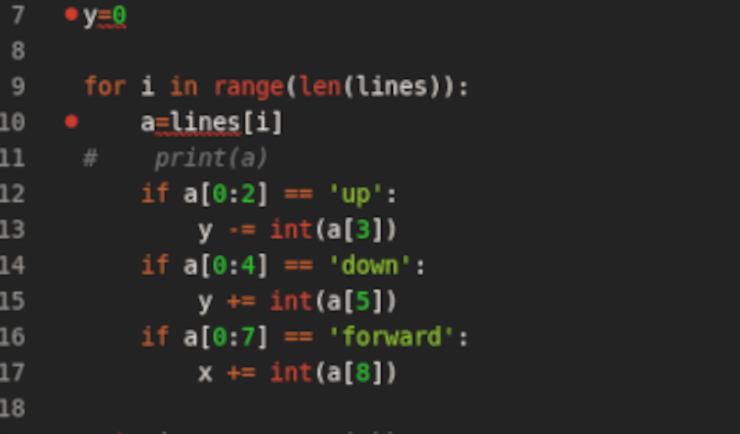 7 y=0
8
9 for i in range(len(lines)):
10     a=lines[i]
11 #    print(a)
12     if a[0:2] == 'up':
13         y -= int(a[3])
14     if a[0:4] == 'down':
15         y += int(a[5])
16     if a[0:7] == 'forward':
17         x += int(a[8])
18